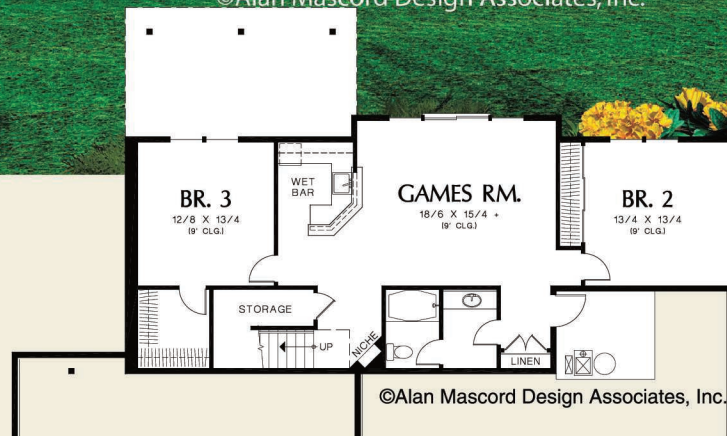 ©Alan Mascord Design Associates, Inc.
BR. 3
12/8 X 13/4
(9' CLG.)
WET
BAR
GAMES RM.
18/6 X 15/4 +
(9' CLG.)
BR. 2
13/4 X 13/4
(9' CLG.)
STORAGE
UP
NICHE
LINEN
©Alan Mascord Design Associates, Inc.